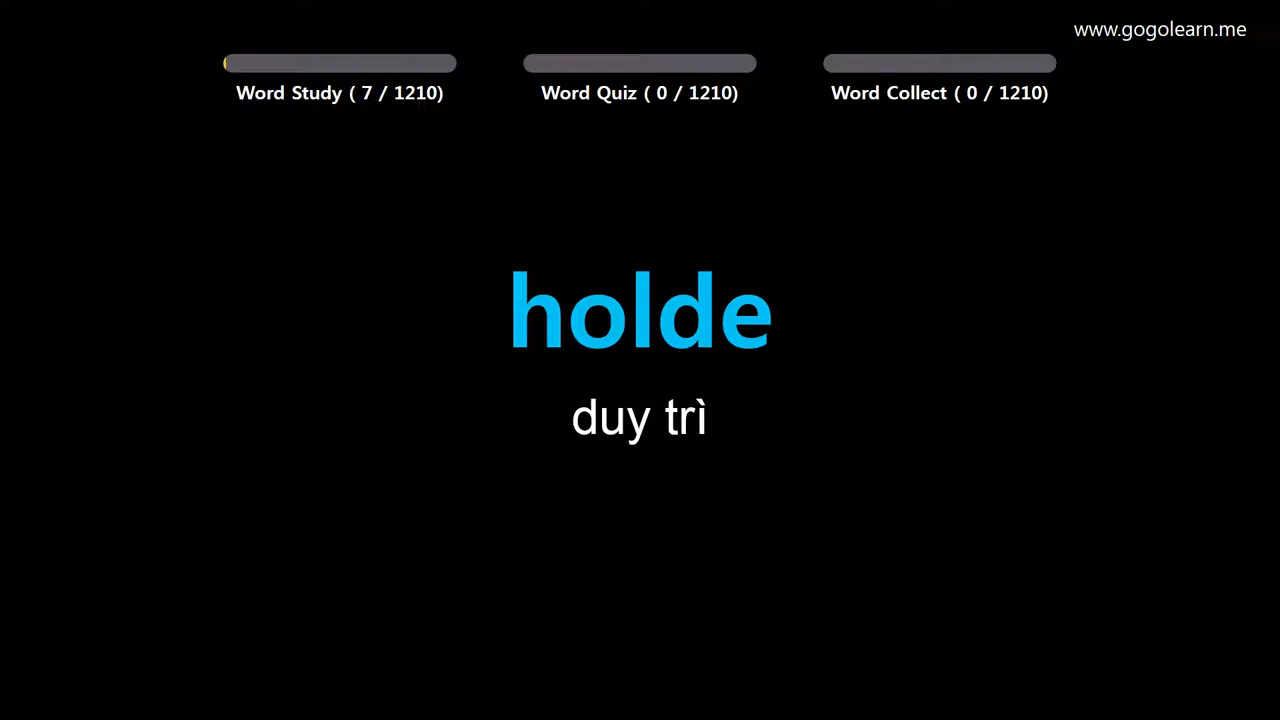 www.gogolearn.me
Word Study ( 7 / 1210)
Word Quiz ( 0 / 1210)
Word Collect ( 0 / 1210)
holde
duy trì